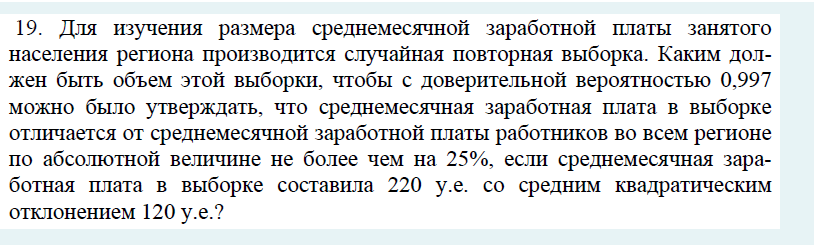 19. Для изучения размера среднемесячной заработной платы занятого
населения региона производится случайная повторная выборка. Каким дол-
жен быть объем этой выборки, чтобы с доверительной вероятностью 0,997
можно было утверждать, что среднемесячная заработная плата в выборке
отличается от среднемесячной заработной платы работников во всем регионе
по абсолютной величине не более чем на 25%, если среднемесячная зара-
ботная плата в выборке составила 220 у.е. со средним квадратическим
отклонением 120 у.е.?